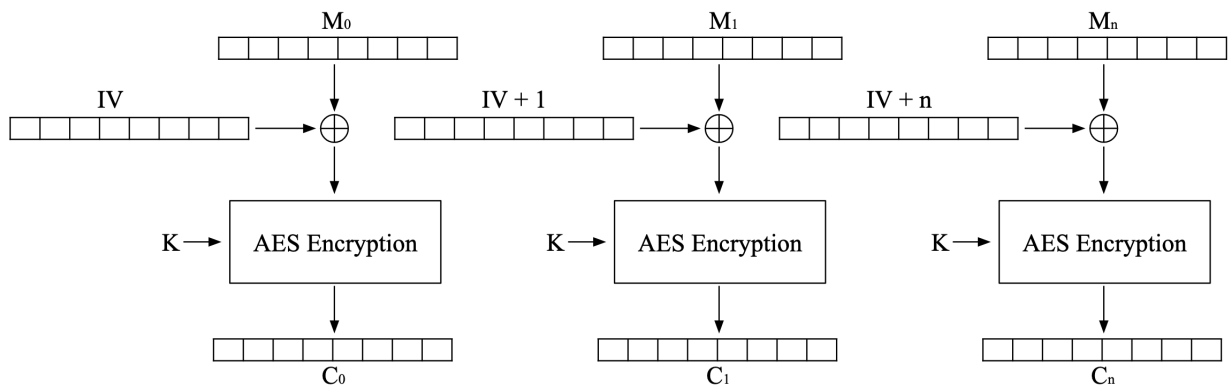 M₀ M₁ Mₙ
IV IV + 1 IV + n
K AES Encryption K AES Encryption K AES Encryption
C₀ C₁ Cₙ